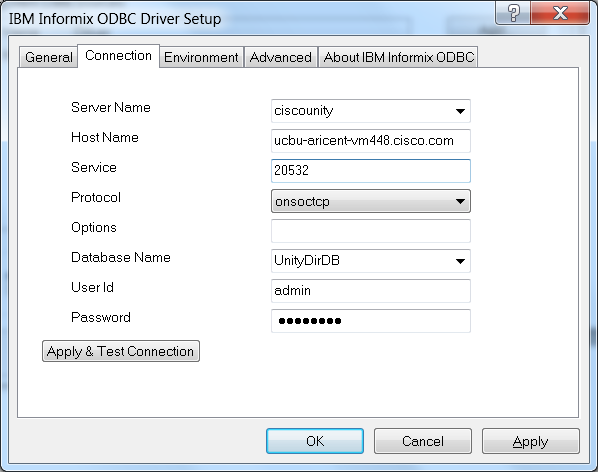 IBM Informix ODBC Driver Setup
General Connection Environment Advanced About IBM Informix ODBC
Server Name ciscounity
Host Name ucbu-aricent-vm448.cisco.com
Service 20532
Protocol onsoctcp
Options
Database Name UnityDirDB
User Id admin
Password ●●●●●●●●
Apply & Test Connection
OK Cancel Apply